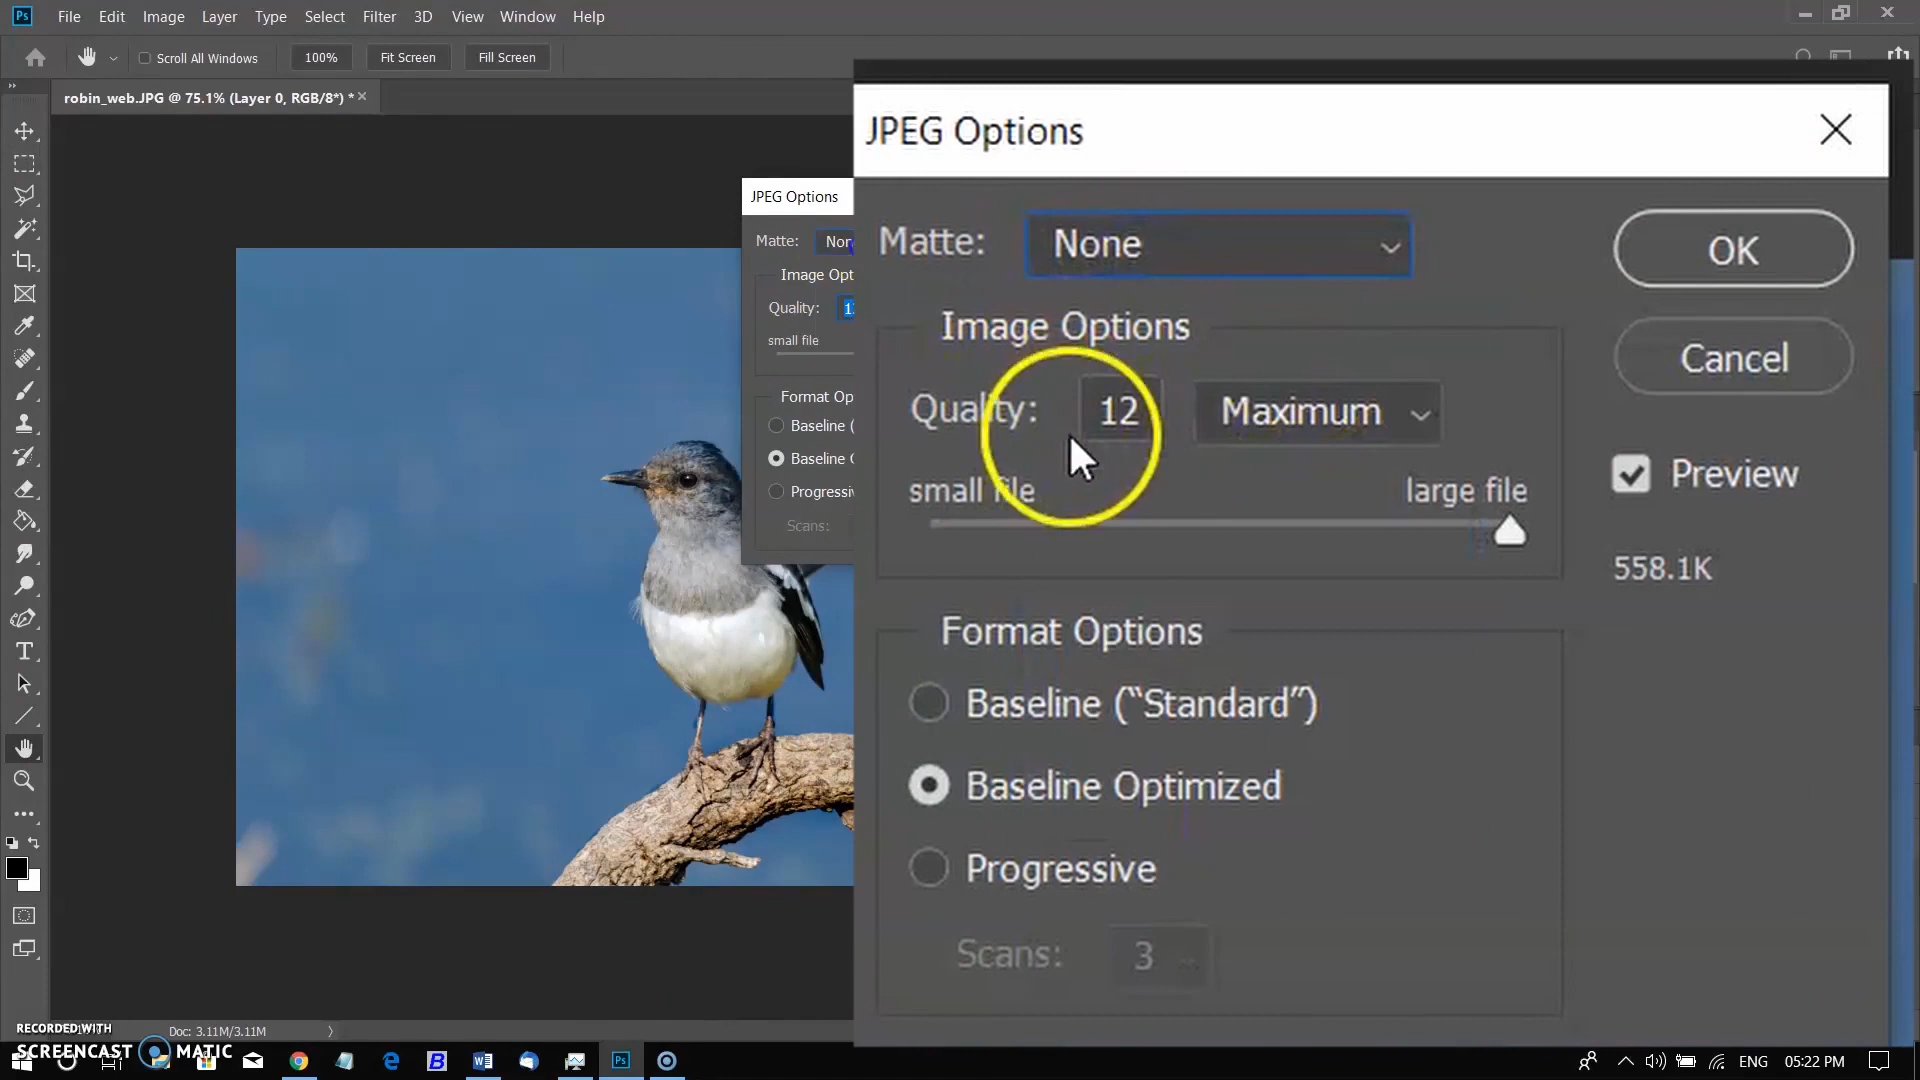 Ps File Edit Image Layer Type Select Filter 3D View Window Help
Scroll All Windows 100% Fit Screen Fill Screen
robin_web.JPG @ 75.1% (Layer 0, RGB/8*) * ×
JPEG Options
Matte: None
OK
Image Options
Cancel
Quality: 12 Maximum
Preview
small file large file
558.1K
Format Options
Baseline (“Standard”)
Baseline Optimized
Progressive
Scans: 3
JPEG Options
Matte: Non
Image Opt
Quality:
small file
Format Op
Baseline (
Baseline O
Progressiv
Scans:
Doc: 3.11M/3.11M
RECORDED WITH
SCREENCAST MATIC
Ps
ENG 05:22 PM